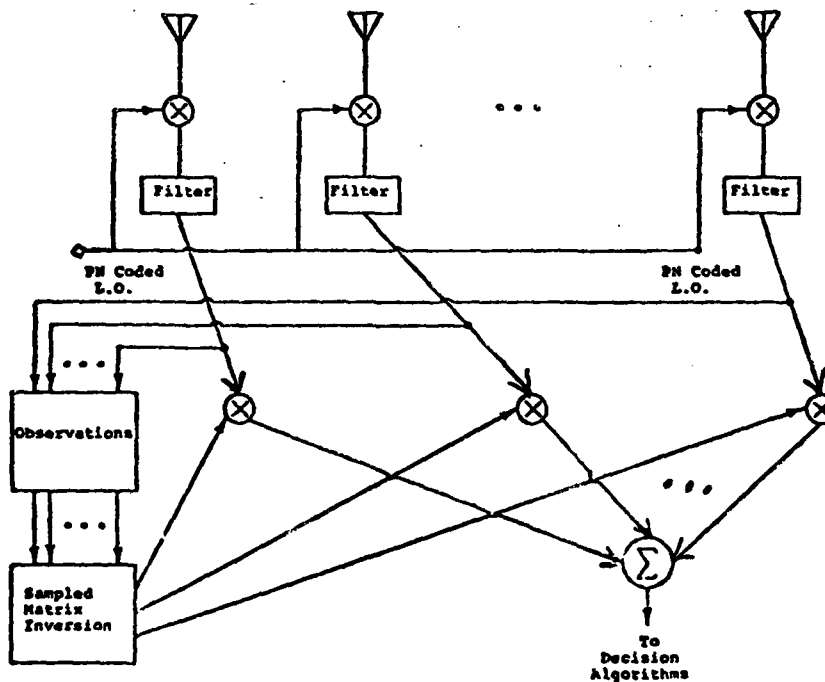 Filter
Filter
Filter
PN Coded
L.O.
PN Coded
L.O.
Observations
Σ
Sampled
Matrix
Inversion
To
Decision
Algorithms